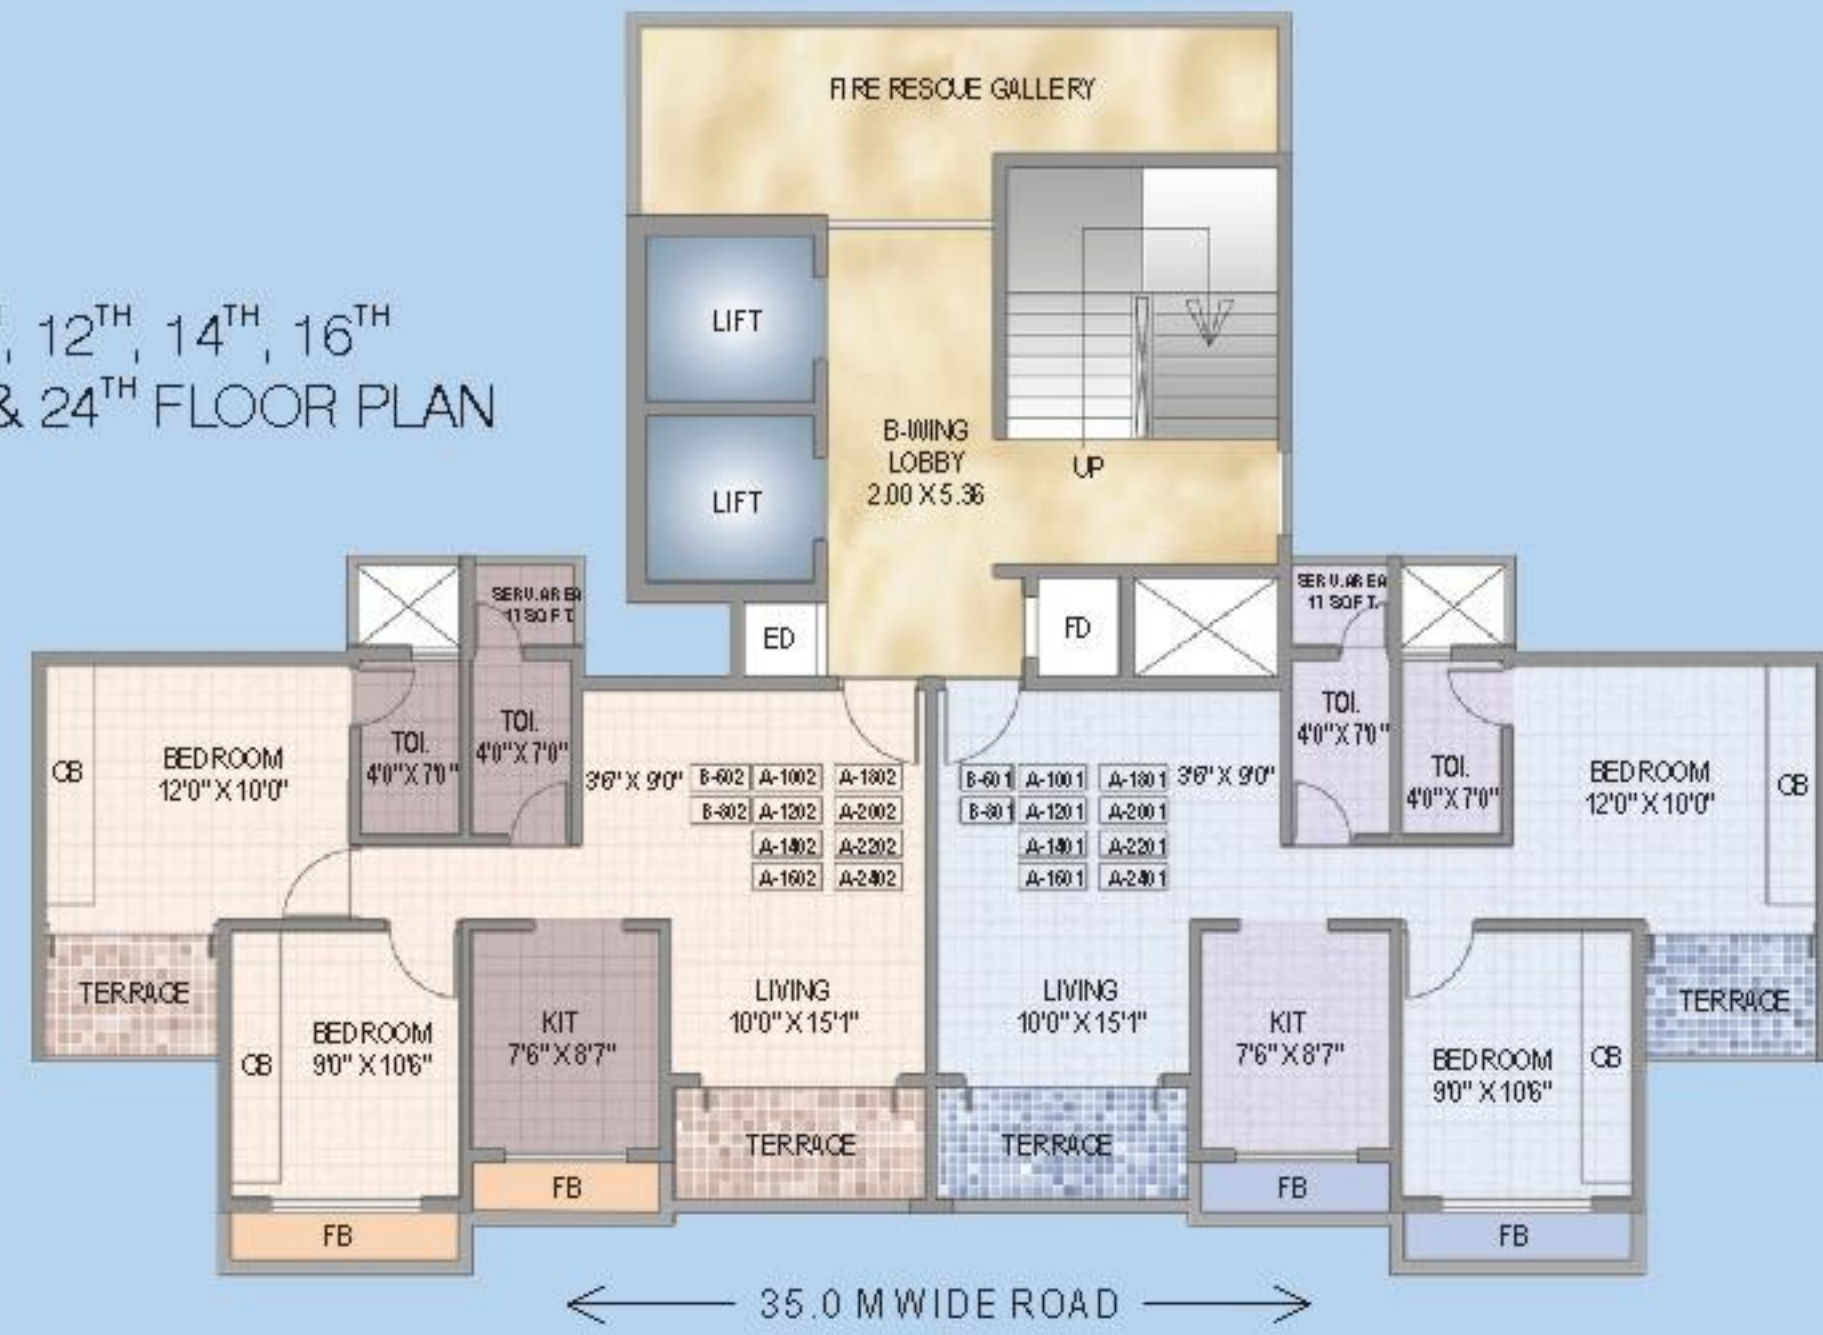 FIRE RESCUE GALLERY
12TH, 14TH, 16TH
& 24TH FLOOR PLAN
LIFT
LIFT
B-WING
LOBBY
2.00 X 5.36
UP
SERV.AREA
17 SQFT.
SERV.AREA
17 SQFT.
ED
FD
CB
BEDROOM
12'0" X 10'0"
TOI.
4'0" X 7'0"
TOI.
4'0" X 7'0"
3'6" X 9'0"
B-602 A-1002 A-1802
B-802 A-1202 A-2002
A-1402 A-2202
A-1602 A-2402
B-601 A-1001 A-1801
B-801 A-1201 A-2001
A-1401 A-2201
A-1601 A-2401
3'6" X 9'0"
TOI.
4'0" X 7'0"
TOI.
4'0" X 7'0"
BEDROOM
12'0" X 10'0"
CB
TERRACE
CB
BEDROOM
9'0" X 10'6"
KIT
7'6" X 8'7"
LIVING
10'0" X 15'1"
LIVING
10'0" X 15'1"
KIT
7'6" X 8'7"
BEDROOM
9'0" X 10'6"
CB
TERRACE
TERRACE
TERRACE
FB
FB
FB
FB
35.0 M WIDE ROAD